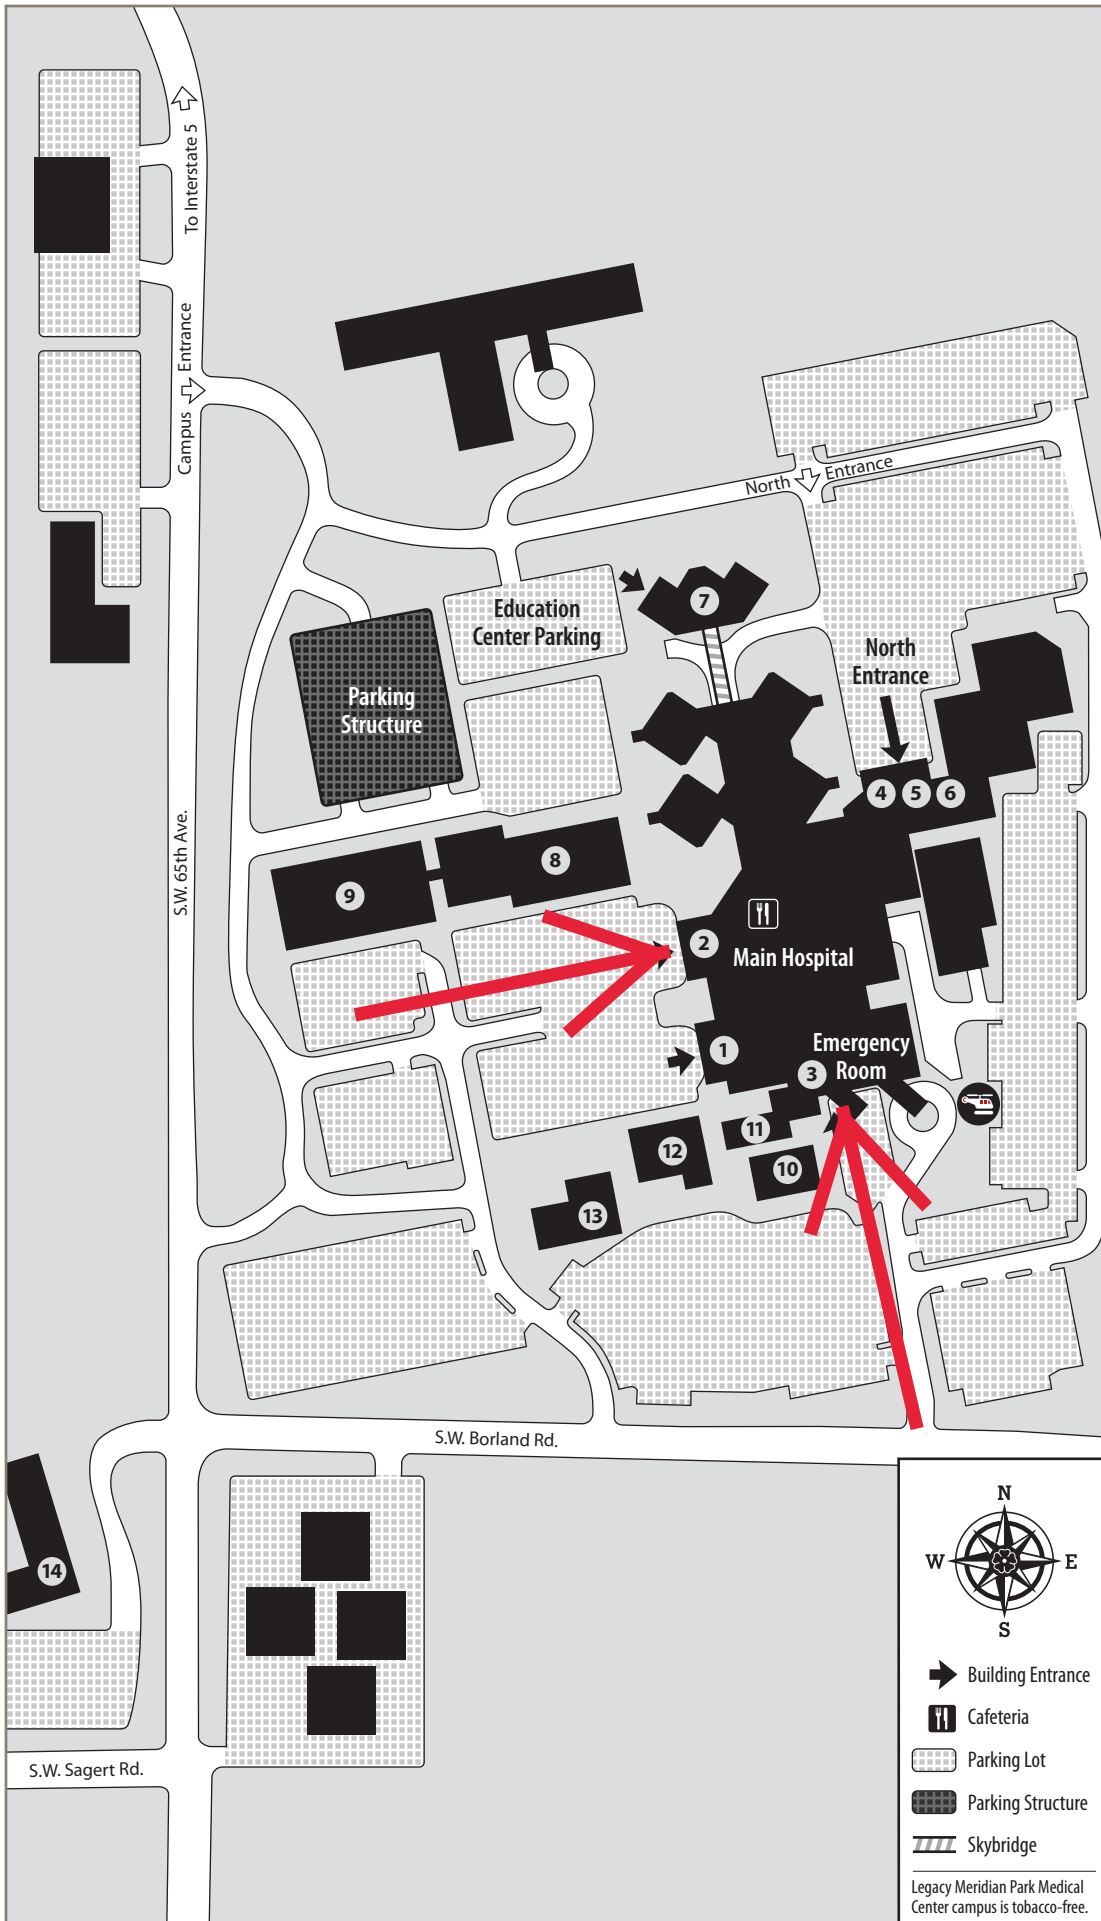 To Interstate 5
Campus Entrance
North Entrance
Education
Center Parking
7
North
Entrance
Parking
Structure
4 5 6
S.W. 65th Ave.
8
9
2
Main Hospital
1
Emergency
Room
3
11
12
10
13
S.W. Borland Rd.
14
N
W E
S
Building Entrance
Cafeteria
Parking Lot
Parking Structure
Skybridge
S.W. Sagert Rd.
Legacy Meridian Park Medical
Center campus is tobacco-free.